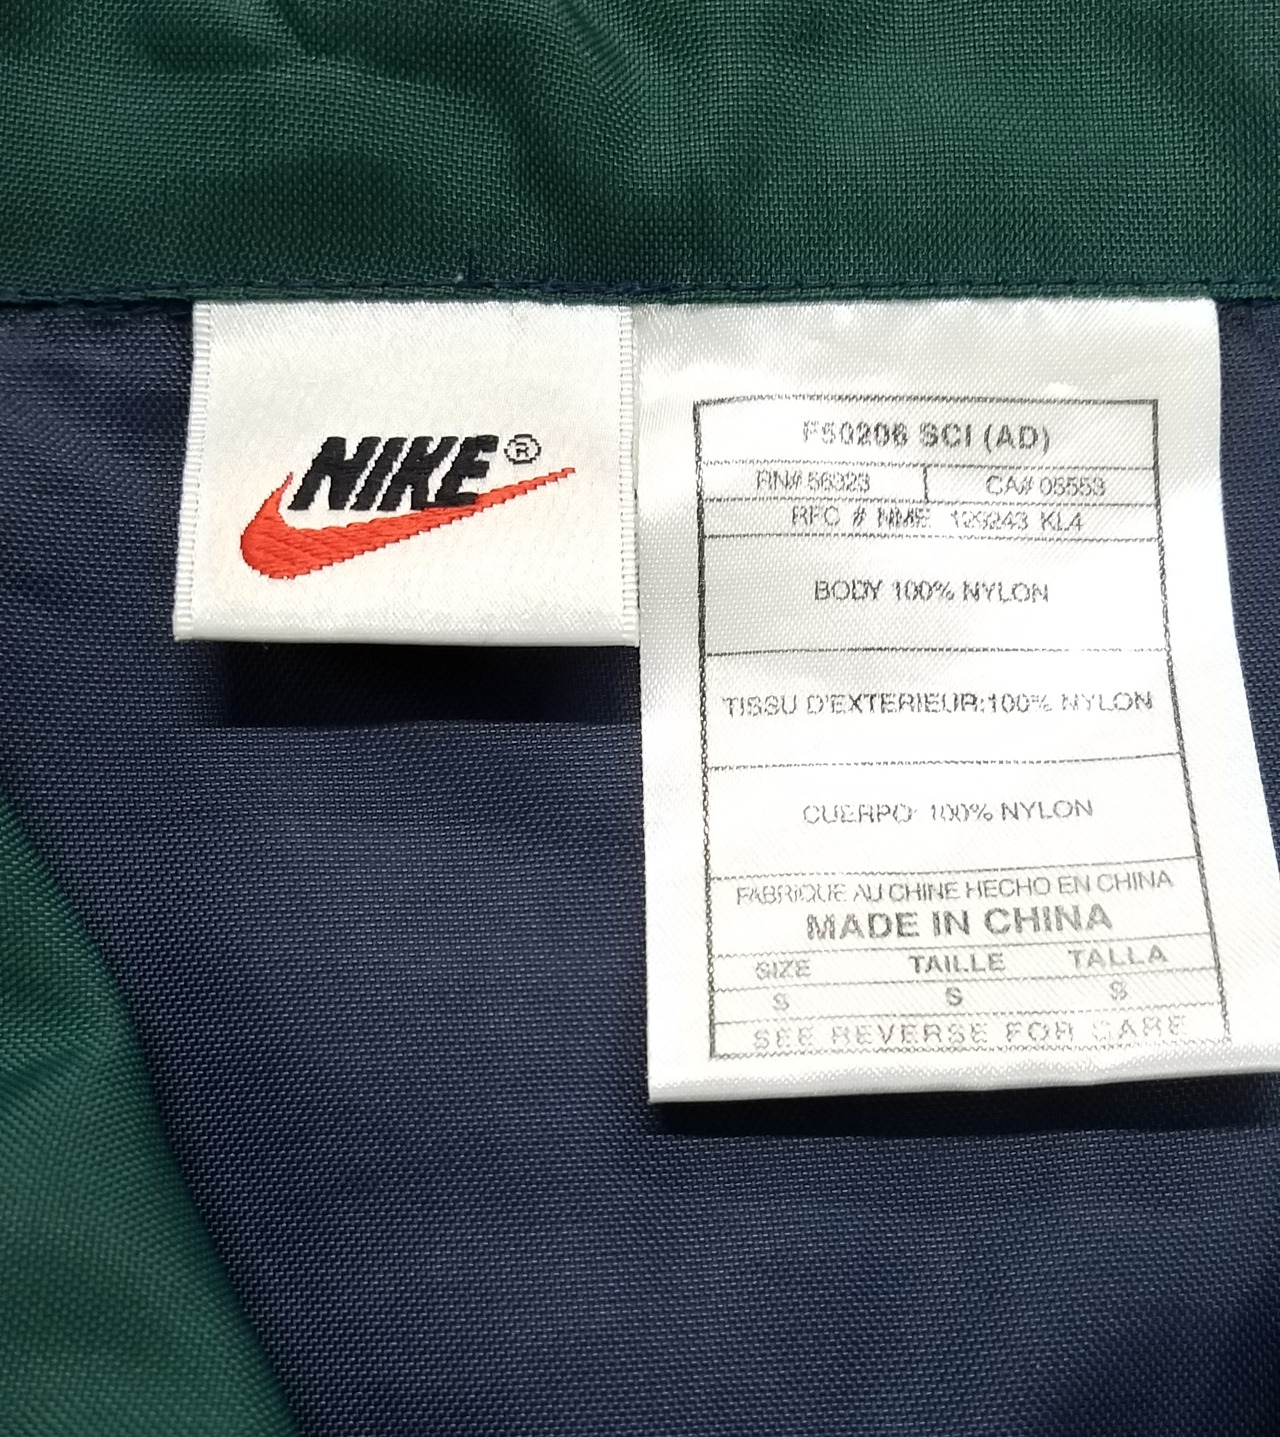 NIKE®
F50206 SCI (AD)
RN# 56323 CA# 05553
RFC # NME 129243 KL4
BODY 100% NYLON
TISSU D'EXTERIEUR:100% NYLON
CUERPO: 100% NYLON
FABRIQUE AU CHINE HECHO EN CHINA
MADE IN CHINA
SIZE TAILLE TALLA
S S S
SEE REVERSE FOR CARE